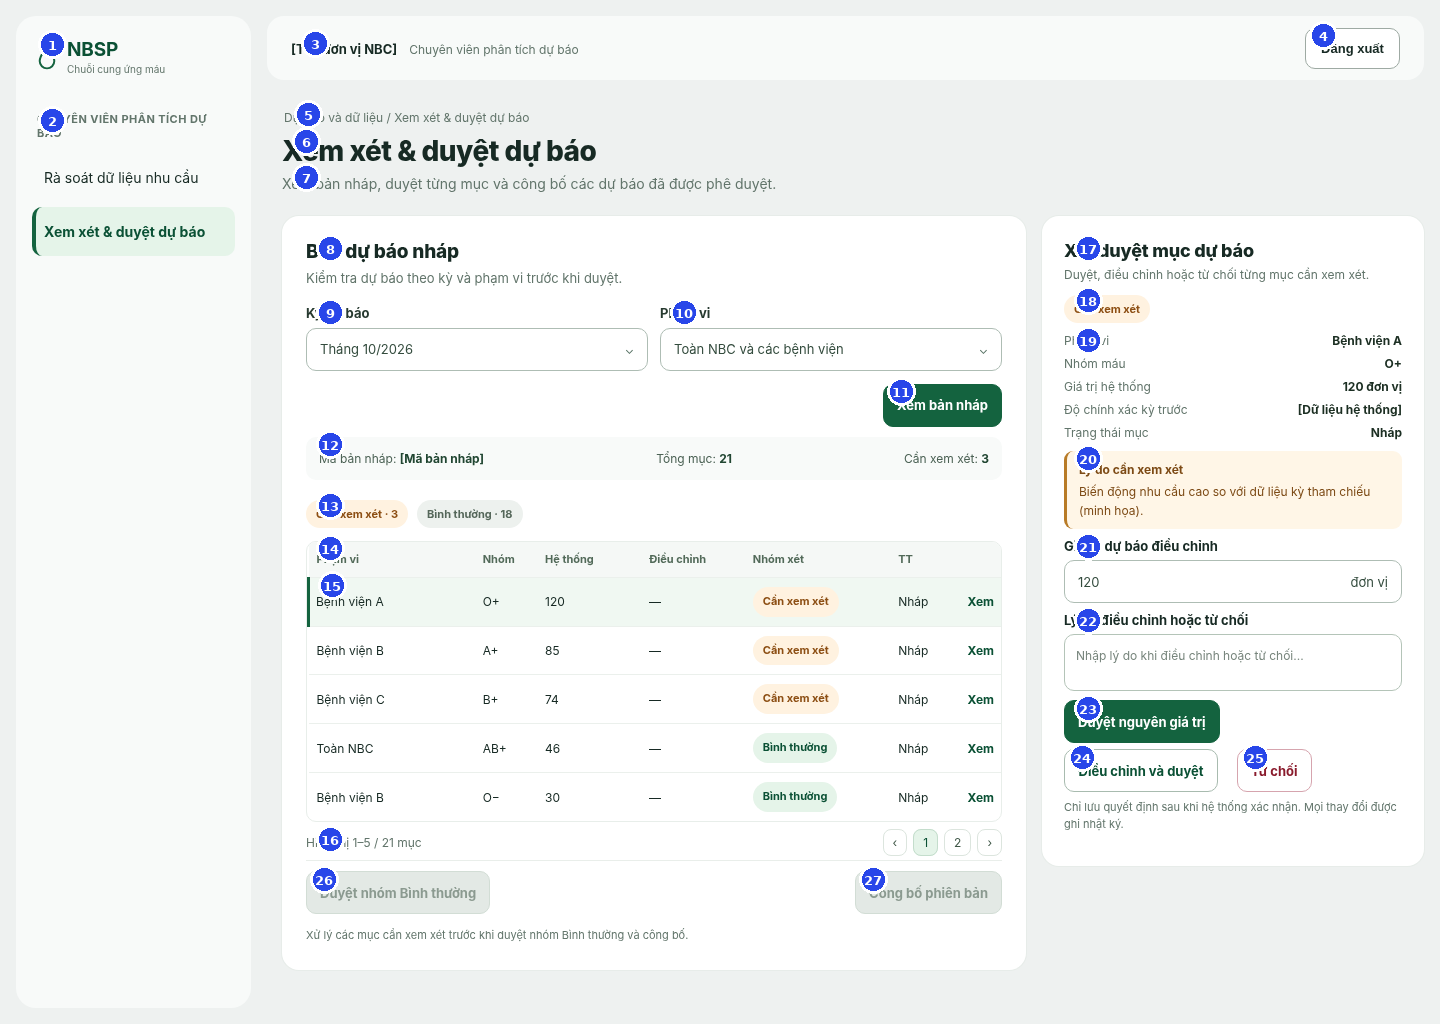 1 NBSP
Chuỗi cung ứng máu
2 YÊN VIÊN PHÂN TÍCH DỰ
BÁO
Rà soát dữ liệu nhu cầu
Xem xét & duyệt dự báo
3 đơn vị NBC] Chuyên viên phân tích dự báo
4 Đăng xuất
5 và dữ liệu / Xem xét & duyệt dự báo
6 Xem xét & duyệt dự báo
7 bản nháp, duyệt từng mục và công bố các dự báo đã được phê duyệt.
8 dự báo nháp
Kiểm tra dự báo theo kỳ và phạm vi trước khi duyệt.
9 báo
10 vi
Tháng 10/2026
Toàn NBC và các bệnh viện
11 Xem bản nháp
12 Mã bản nháp: [Mã bản nháp] Tổng mục: 21 Cần xem xét: 3
13 xem xét · 3 Bình thường · 18
14 Phạm vi Nhóm Hệ thống Điều chỉnh Nhóm xét TT
15 Bệnh viện A O+ 120 — Cần xem xét Nháp Xem
Bệnh viện B A+ 85 — Cần xem xét Nháp Xem
Bệnh viện C B+ 74 — Cần xem xét Nháp Xem
Toàn NBC AB+ 46 — Bình thường Nháp Xem
Bệnh viện B O− 30 — Bình thường Nháp Xem
16 1–5 / 21 mục ‹ 1 2 ›
26 Duyệt nhóm Bình thường
27 Công bố phiên bản
Xử lý các mục cần xem xét trước khi duyệt nhóm Bình thường và công bố.
17 duyệt mục dự báo
Duyệt, điều chỉnh hoặc từ chối từng mục cần xem xét.
18 xem xét
19 vi Bệnh viện A
Nhóm máu O+
Giá trị hệ thống 120 đơn vị
Độ chính xác kỳ trước [Dữ liệu hệ thống]
Trạng thái mục Nháp
20 Lý do cần xem xét
Biến động nhu cầu cao so với dữ liệu kỳ tham chiếu
(minh họa).
21 dự báo điều chỉnh
120 đơn vị
22 điều chỉnh hoặc từ chối
Nhập lý do khi điều chỉnh hoặc từ chối...
23 Duyệt nguyên giá trị
24 Điều chỉnh và duyệt
25 Từ chối
Chỉ lưu quyết định sau khi hệ thống xác nhận. Mọi thay đổi được
ghi nhật ký.